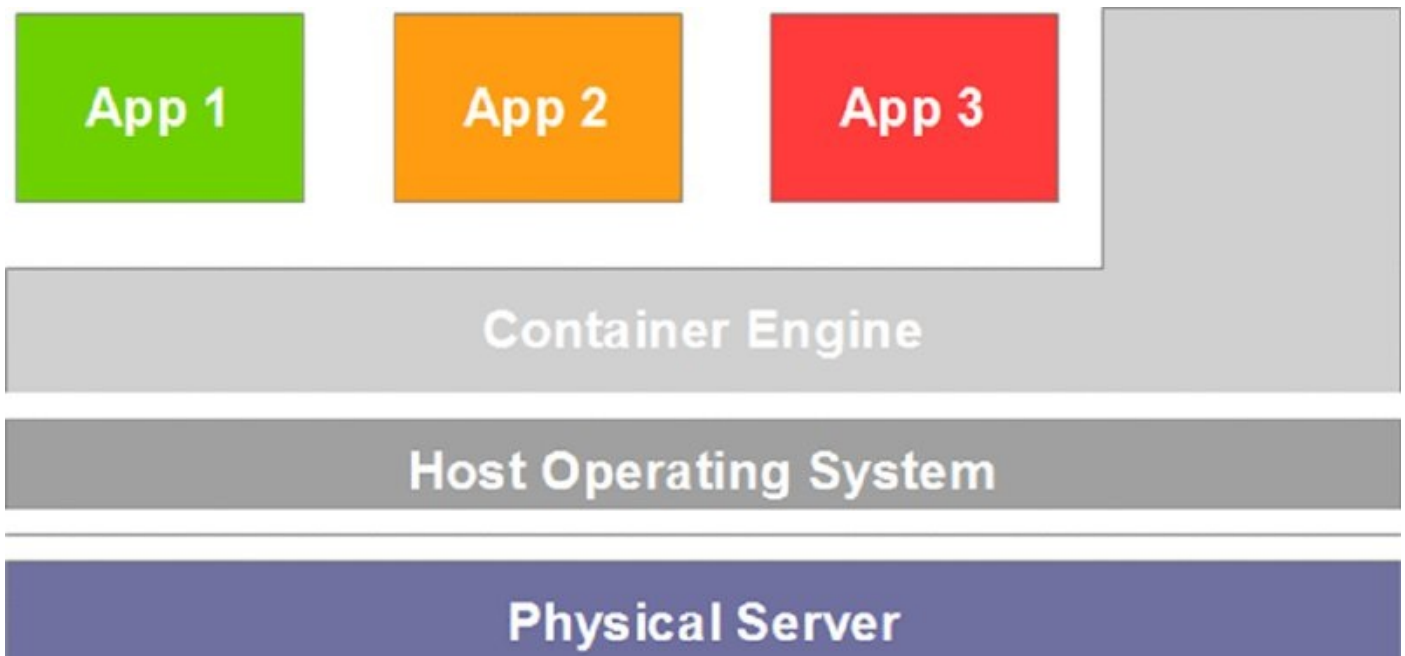 App 1 App 2 App 3
Container Engine
Host Operating System
Physical Server